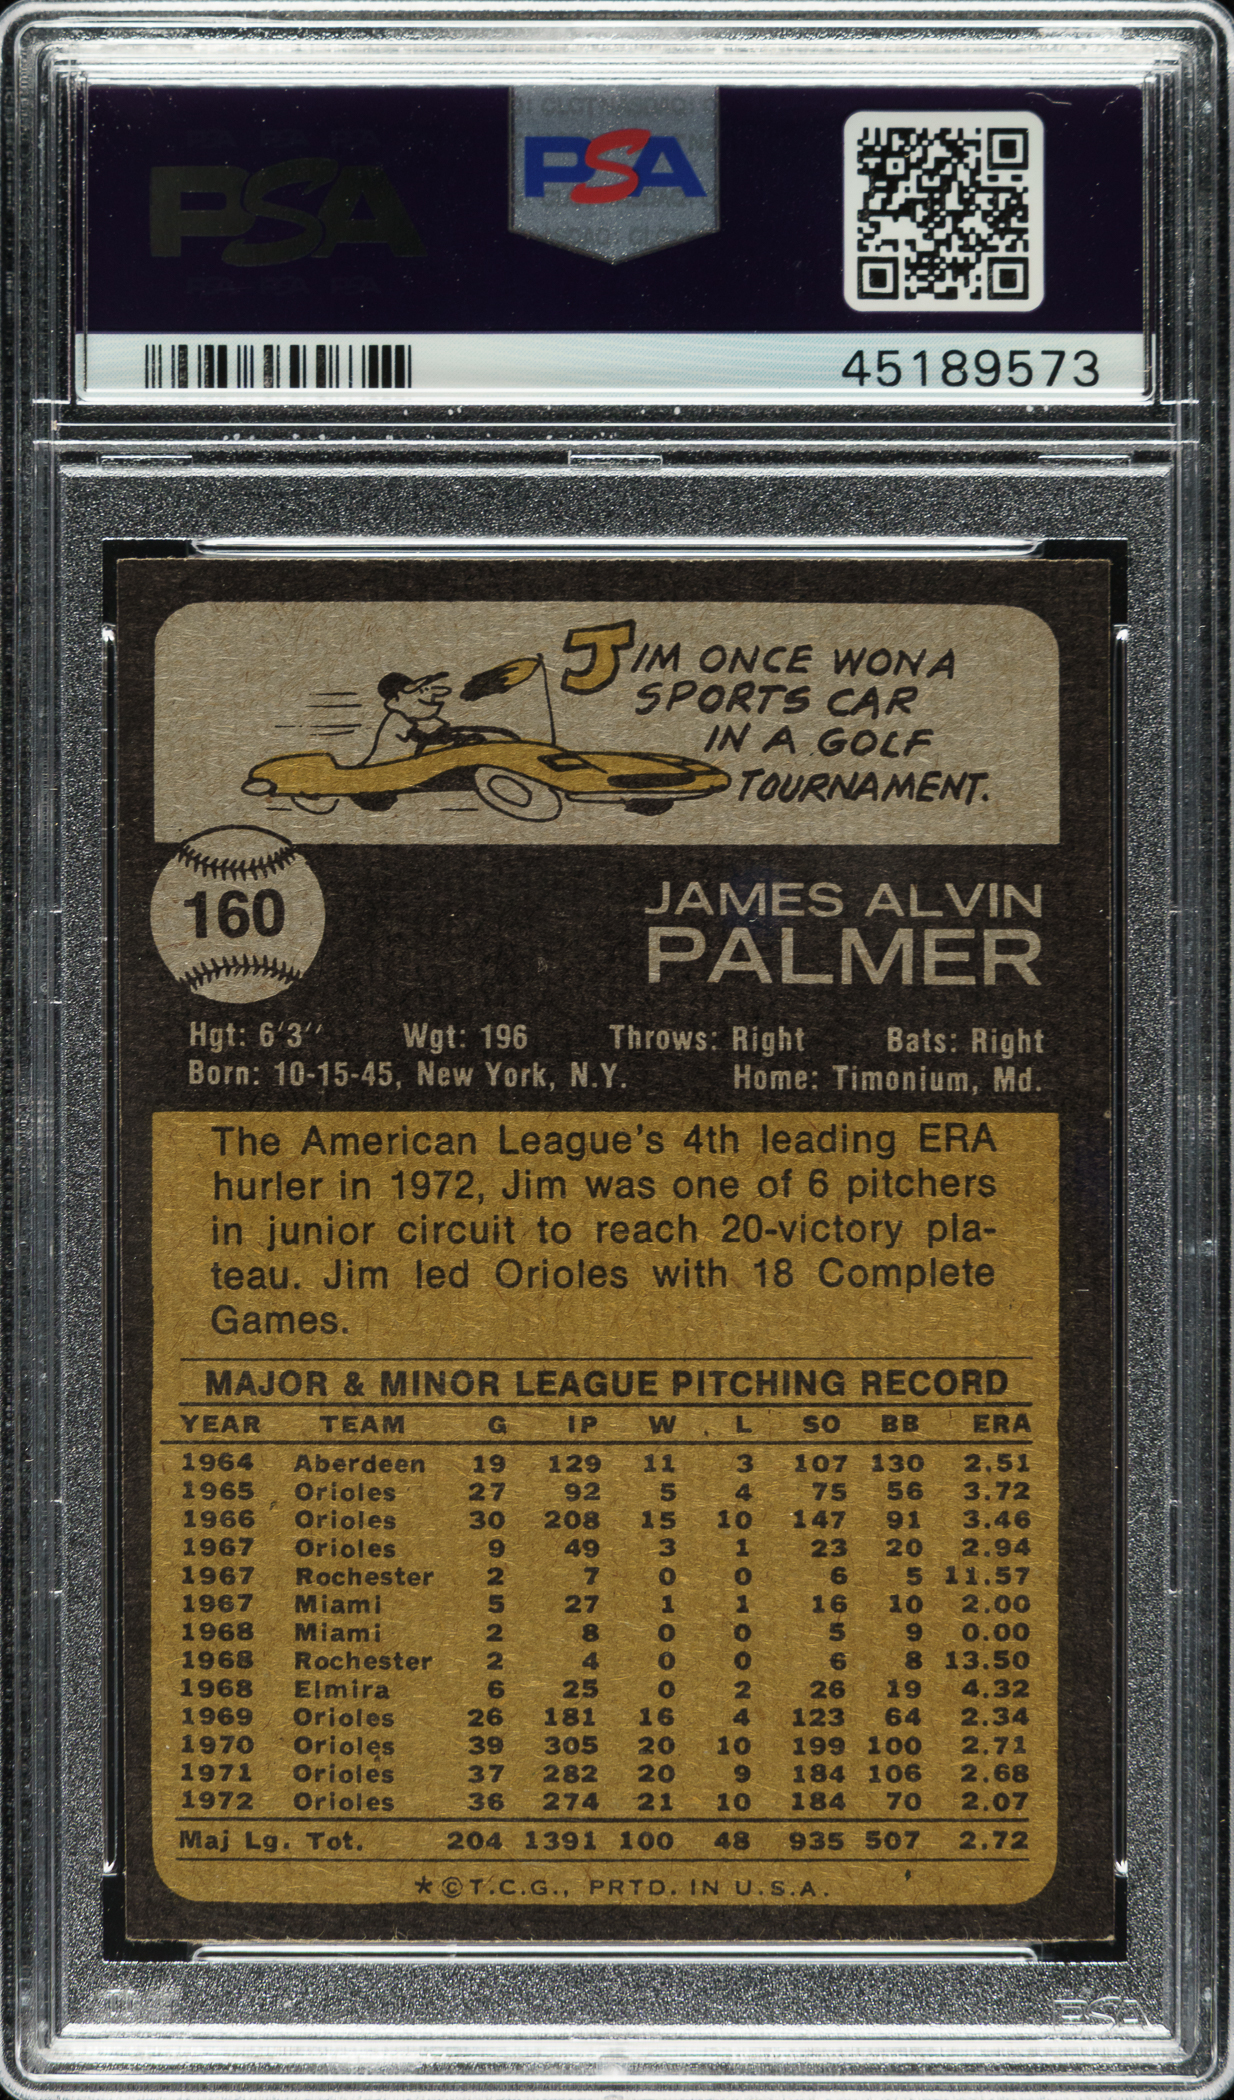 PSA
PSA
45189573
JIM ONCE WON A
SPORTS CAR
IN A GOLF
TOURNAMENT.
160
JAMES ALVIN
PALMER
Hgt: 6'3'' Wgt: 196 Throws: Right Bats: Right
Born: 10-15-45, New York, N.Y. Home: Timonium, Md.
The American League's 4th leading ERA
hurler in 1972, Jim was one of 6 pitchers
in junior circuit to reach 20-victory pla-
teau. Jim led Orioles with 18 Complete
Games.
MAJOR & MINOR LEAGUE PITCHING RECORD
YEAR TEAM G IP W L SO BB ERA
1964 Aberdeen 19 129 11 3 107 130 2.51
1965 Orioles 27 92 5 4 75 56 3.72
1966 Orioles 30 208 15 10 147 91 3.46
1967 Orioles 9 49 3 1 23 20 2.94
1967 Rochester 2 7 0 0 6 5 11.57
1967 Miami 5 27 1 1 16 10 2.00
1968 Miami 2 8 0 0 5 9 0.00
1968 Rochester 2 4 0 0 6 8 13.50
1968 Elmira 6 25 0 2 26 19 4.32
1969 Orioles 26 181 16 4 123 64 2.34
1970 Orioles 39 305 20 10 199 100 2.71
1971 Orioles 37 282 20 9 184 106 2.68
1972 Orioles 36 274 21 10 184 70 2.07
Maj Lg. Tot. 204 1391 100 48 935 507 2.72
*©T.C.G., PRTD. IN U.S.A.
PSA